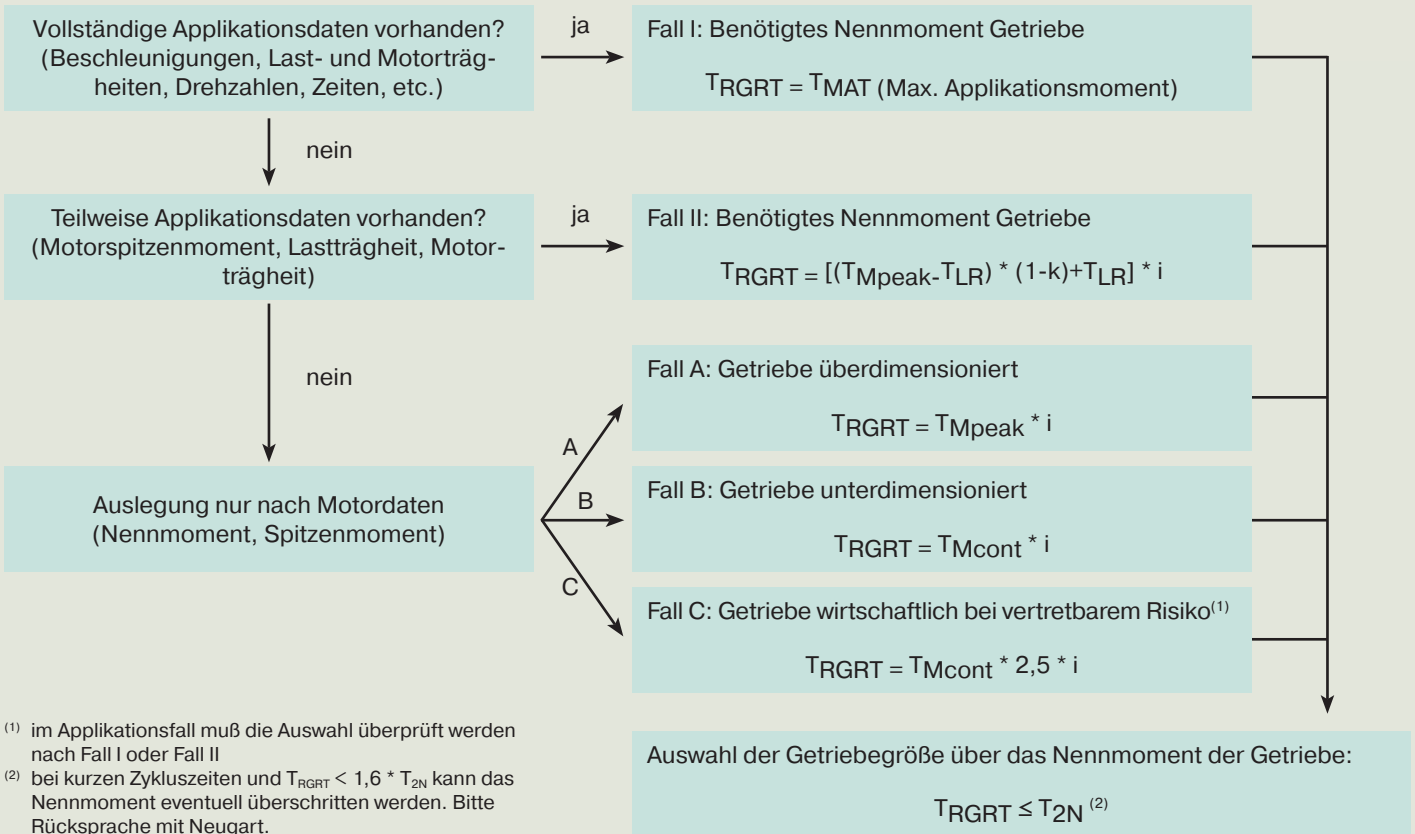 Vollständige Applikationsdaten vorhanden?
(Beschleunigungen, Last- und Motorträg-
heiten, Drehzahlen, Zeiten, etc.)
ja
Fall I: Benötigtes Nennmoment Getriebe
TRGRT = TMAT (Max. Applikationsmoment)
nein
Teilweise Applikationsdaten vorhanden?
(Motorspitzenmoment, Lastträgheit, Motor-
trägheit)
ja
Fall II: Benötigtes Nennmoment Getriebe
TRGRT = [(TMpeak-TLR) * (1-k)+TLR] * i
nein
Auslegung nur nach Motordaten
(Nennmoment, Spitzenmoment)
A
Fall A: Getriebe überdimensioniert
TRGRT = TMpeak * i
B
Fall B: Getriebe unterdimensioniert
TRGRT = TMcont * i
C
Fall C: Getriebe wirtschaftlich bei vertretbarem Risiko(1)
TRGRT = TMcont * 2,5 * i
(1) im Applikationsfall muß die Auswahl überprüft werden
nach Fall I oder Fall II
(2) bei kurzen Zykluszeiten und TRGRT < 1,6 * T2N kann das
Nennmoment eventuell überschritten werden. Bitte
Rücksprache mit Neugart.
Auswahl der Getriebegröße über das Nennmoment der Getriebe:
TRGRT ≤ T2N (2)